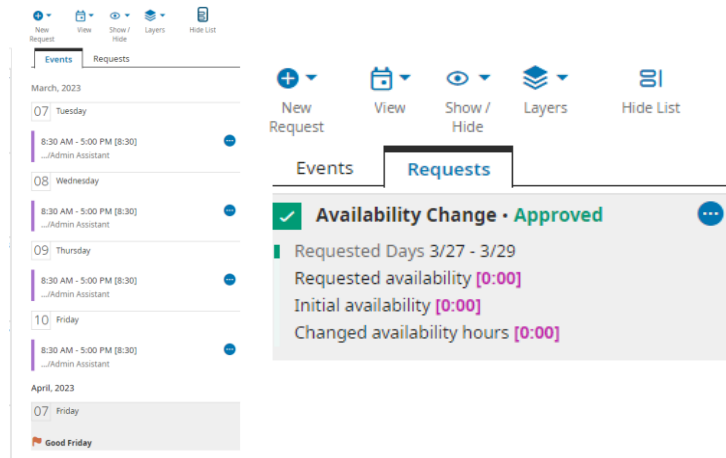 New
Request
View
Show /
Hide
Layers
Hide List
Events
Requests
March, 2023
07 Tuesday
8:30 AM - 5:00 PM [8:30]
.../Admin Assistant
08 Wednesday
8:30 AM - 5:00 PM [8:30]
.../Admin Assistant
09 Thursday
8:30 AM - 5:00 PM [8:30]
.../Admin Assistant
10 Friday
8:30 AM - 5:00 PM [8:30]
.../Admin Assistant
April, 2023
07 Friday
Good Friday
New
Request
View
Show /
Hide
Layers
Hide List
Events
Requests
Availability Change • Approved
Requested Days 3/27 - 3/29
Requested availability [0:00]
Initial availability [0:00]
Changed availability hours [0:00]